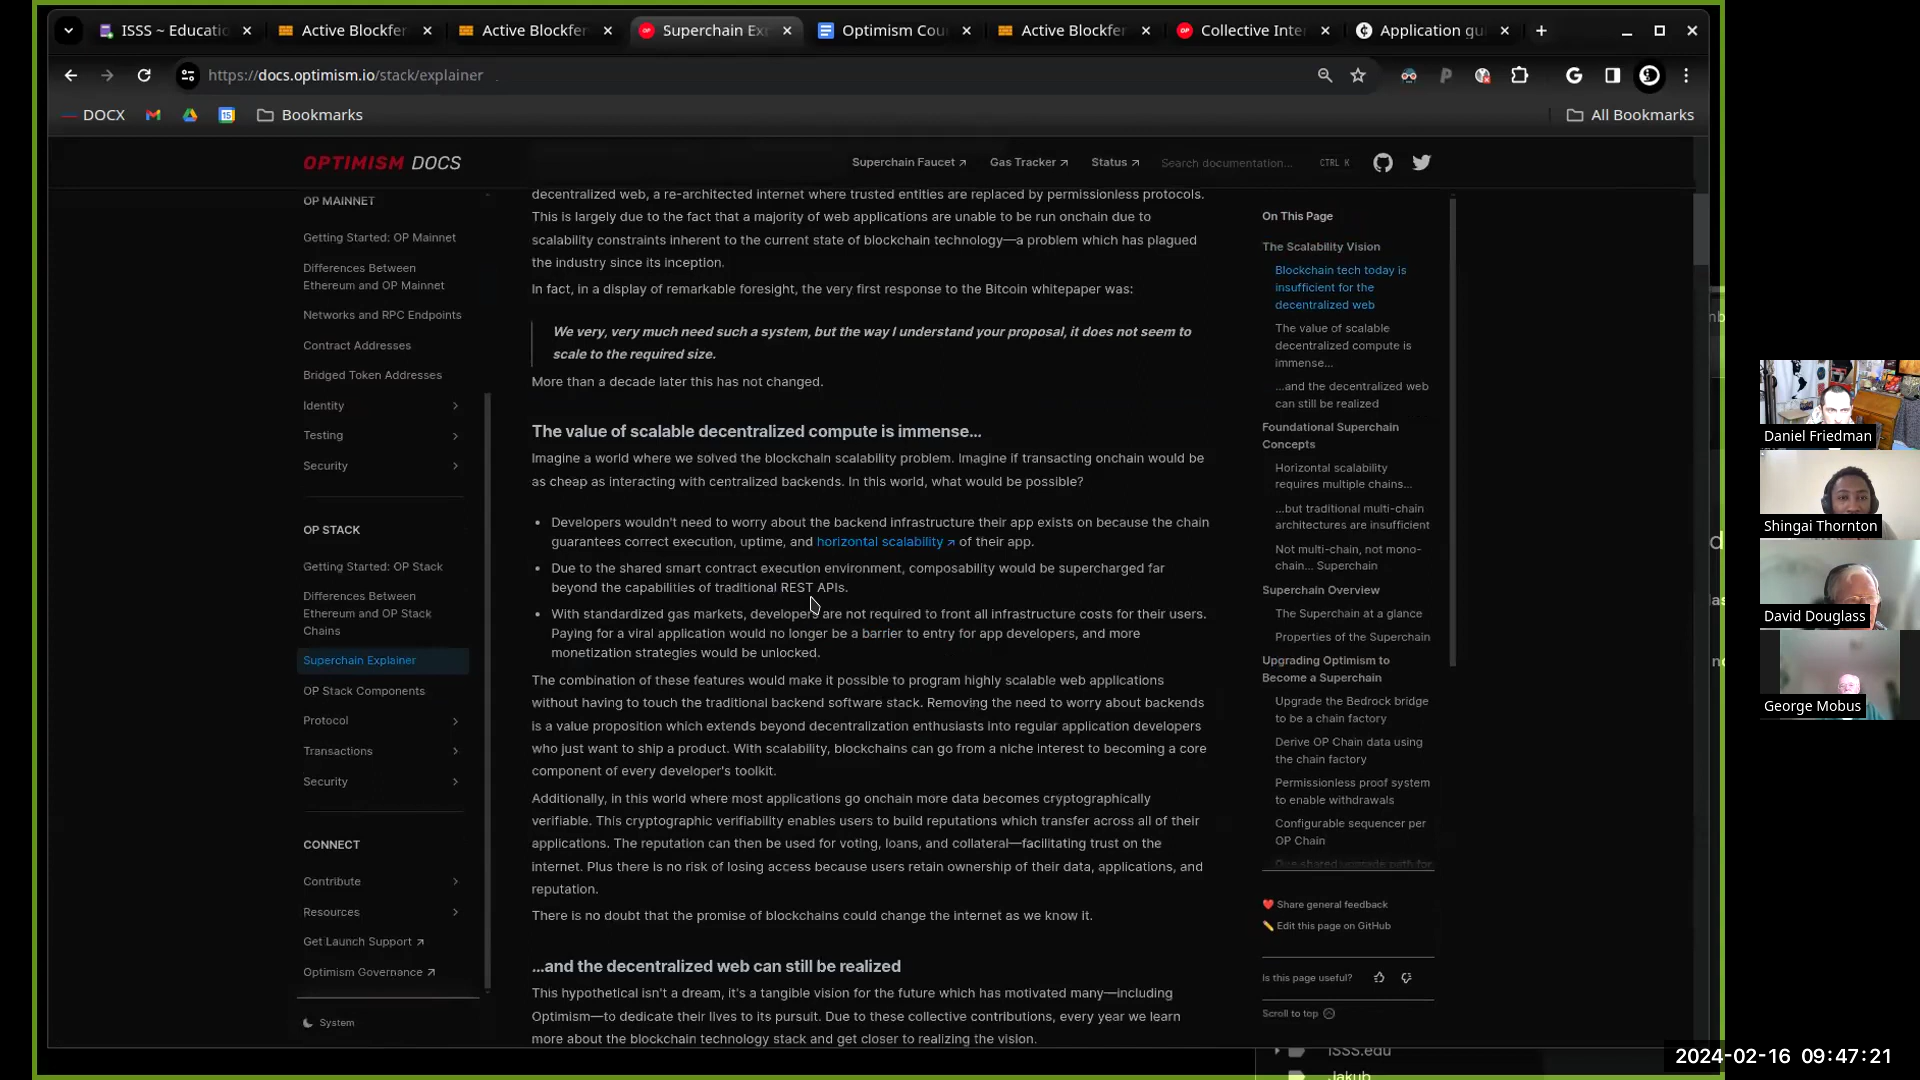 ISSS ~ Educatio
Active Blockfer
Active Blockfer
Superchain Ex
Optimism Cou
Active Blockfer
Collective Inte
Application gu
https://docs.optimism.io/stack/explainer
DOCX
Bookmarks
All Bookmarks
OPTIMISM DOCS
Superchain Faucet ↗
Gas Tracker ↗
Status ↗
Search documentation...
CTRL K
OP MAINNET
Getting Started: OP Mainnet
Differences Between
Ethereum and OP Mainnet
Networks and RPC Endpoints
Contract Addresses
Bridged Token Addresses
Identity
Testing
Security
OP STACK
Getting Started: OP Stack
Differences Between
Ethereum and OP Stack
Chains
Superchain Explainer
OP Stack Components
Protocol
Transactions
Security
CONNECT
Contribute
Resources
Get Launch Support ↗
Optimism Governance ↗
System
decentralized web, a re-architected internet where trusted entities are replaced by permissionless protocols.
This is largely due to the fact that a majority of web applications are unable to be run onchain due to
scalability constraints inherent to the current state of blockchain technology—a problem which has plagued
the industry since its inception.
In fact, in a display of remarkable foresight, the very first response to the Bitcoin whitepaper was:
We very, very much need such a system, but the way I understand your proposal, it does not seem to
scale to the required size.
More than a decade later this has not changed.
The value of scalable decentralized compute is immense...
Imagine a world where we solved the blockchain scalability problem. Imagine if transacting onchain would be
as cheap as interacting with centralized backends. In this world, what would be possible?
• Developers wouldn't need to worry about the backend infrastructure their app exists on because the chain
guarantees correct execution, uptime, and horizontal scalability ↗ of their app.
• Due to the shared smart contract execution environment, composability would be supercharged far
beyond the capabilities of traditional REST APIs.
• With standardized gas markets, developers are not required to front all infrastructure costs for their users.
Paying for a viral application would no longer be a barrier to entry for app developers, and more
monetization strategies would be unlocked.
The combination of these features would make it possible to program highly scalable web applications
without having to touch the traditional backend software stack. Removing the need to worry about backends
is a value proposition which extends beyond decentralization enthusiasts into regular application developers
who just want to ship a product. With scalability, blockchains can go from a niche interest to becoming a core
component of every developer's toolkit.
Additionally, in this world where most applications go onchain more data becomes cryptographically
verifiable. This cryptographic verifiability enables users to build reputations which transfer across all of their
applications. The reputation can then be used for voting, loans, and collateral—facilitating trust on the
internet. Plus there is no risk of losing access because users retain ownership of their data, applications, and
reputation.
There is no doubt that the promise of blockchains could change the internet as we know it.
...and the decentralized web can still be realized
This hypothetical isn't a dream, it's a tangible vision for the future which has motivated many—including
Optimism—to dedicate their lives to its pursuit. Due to these collective contributions, every year we learn
more about the blockchain technology stack and get closer to realizing the vision.
On This Page
The Scalability Vision
Blockchain tech today is
insufficient for the
decentralized web
The value of scalable
decentralized compute is
immense...
...and the decentralized web
can still be realized
Foundational Superchain
Concepts
Horizontal scalability
requires multiple chains...
...but traditional multi-chain
architectures are insufficient
Not multi-chain, not mono-
chain... Superchain
Superchain Overview
The Superchain at a glance
Properties of the Superchain
Upgrading Optimism to
Become a Superchain
Upgrade the Bedrock bridge
to be a chain factory
Derive OP Chain data using
the chain factory
Permissionless proof system
to enable withdrawals
Configurable sequencer per
OP Chain
One shared upgrade path for
Share general feedback
Edit this page on GitHub
Is this page useful?
Scroll to top
Daniel Friedman
Shingai Thornton
David Douglass
George Mobus
ISSS.edu
Jakub
2024-02-16 09:47:21